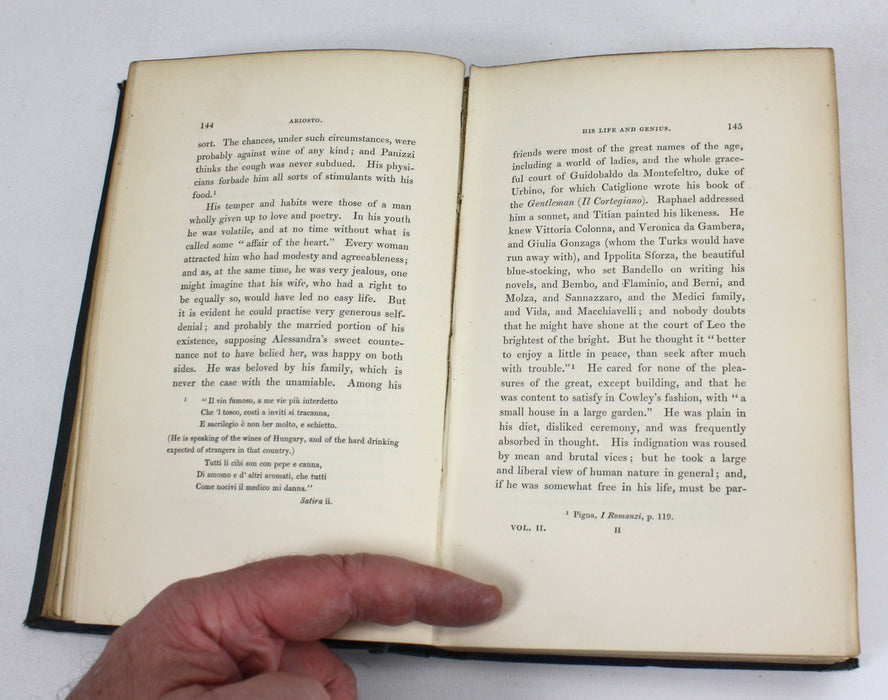 144
ARIOSTO.
sort. The chances, under such circumstances, were
probably against wine of any kind; and Panizzi
thinks the cough was never subdued. His physi-
cians forbade him all sorts of stimulants with his
food.¹
His temper and habits were those of a man
wholly given up to love and poetry. In his youth
he was volatile, and at no time without what is
called some "affair of the heart." Every woman
attracted him who had modesty and agreeableness;
and as, at the same time, he was very jealous, one
might imagine that his wife, who had a right to
be equally so, would have led no easy life. But
it is evident he could practise very generous self-
denial; and probably the married portion of his
existence, supposing Alessandra's sweet counte-
nance not to have belied her, was happy on both
sides. He was beloved by his family, which is
never the case with the unamiable. Among his
¹ "Il vin fumoso, a me vie più interdetto
Che 'l tosco, costì a inviti si tracanna,
E sacrilegio è non ber molto, e schietto.
(He is speaking of the wines of Hungary, and of the hard drinking
expected of strangers in that country.)
Tutti li cibi son con pepe e canna,
Di amomo e d' altri aromati, che tutti
Come nocivi il medico mi danna."
Satira ii.
HIS LIFE AND GENIUS.
145
friends were most of the great names of the age,
including a world of ladies, and the whole grace-
ful court of Guidobaldo da Montefeltro, duke of
Urbino, for which Catiglione wrote his book of
the Gentleman (Il Cortegiano). Raphael addressed
him a sonnet, and Titian painted his likeness. He
knew Vittoria Colonna, and Veronica da Gambera,
and Giulia Gonzaga (whom the Turks would have
run away with), and Ippolita Sforza, the beautiful
blue-stocking, who set Bandello on writing his
novels, and Bembo, and Flaminio, and Berni, and
Molza, and Sannazzaro, and the Medici family,
and Vida, and Macchiavelli; and nobody doubts
that he might have shone at the court of Leo the
brightest of the bright. But he thought it "better
to enjoy a little in peace, than seek after much
with trouble."¹ He cared for none of the plea-
sures of the great, except building, and that he
was content to satisfy in Cowley's fashion, with "a
small house in a large garden." He was plain in
his diet, disliked ceremony, and was frequently
absorbed in thought. His indignation was roused
by mean and brutal vices; but he took a large
and liberal view of human nature in general; and,
if he was somewhat free in his life, must be par-
¹ Pigna, I Romanzi, p. 119.
VOL. II. H